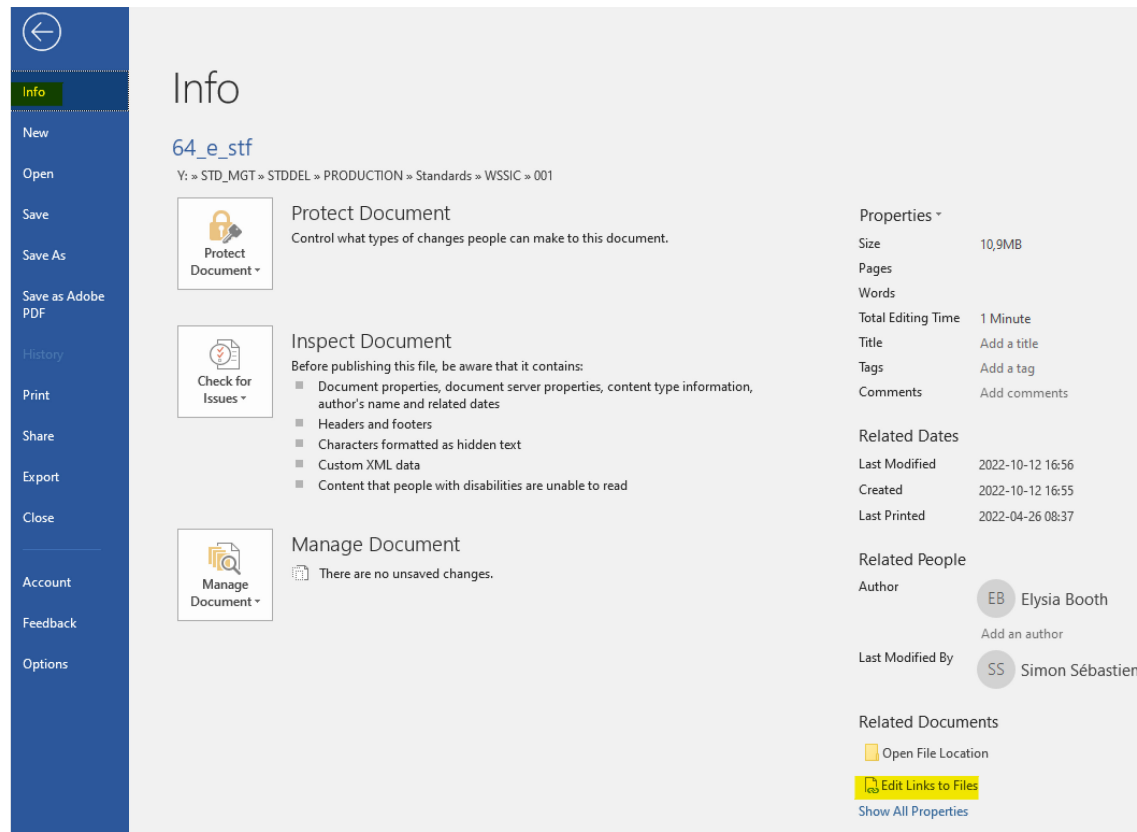 Info
New
Open
Save
Save As
Save as Adobe
PDF
History
Print
Share
Export
Close
Account
Feedback
Options
Info
64_e_stf
Y: » STD_MGT » STDDEL » PRODUCTION » Standards » WSSIC » 001
Protect
Document
Protect Document
Control what types of changes people can make to this document.
Check for
Issues
Inspect Document
Before publishing this file, be aware that it contains:
Document properties, document server properties, content type information,
author's name and related dates
Headers and footers
Characters formatted as hidden text
Custom XML data
Content that people with disabilities are unable to read
Manage
Document
Manage Document
There are no unsaved changes.
Properties
Size 10,9MB
Pages
Words
Total Editing Time 1 Minute
Title Add a title
Tags Add a tag
Comments Add comments
Related Dates
Last Modified 2022-10-12 16:56
Created 2022-10-12 16:55
Last Printed 2022-04-26 08:37
Related People
Author
EB Elysia Booth
Add an author
Last Modified By
SS Simon Sébastien
Related Documents
Open File Location
Edit Links to Files
Show All Properties